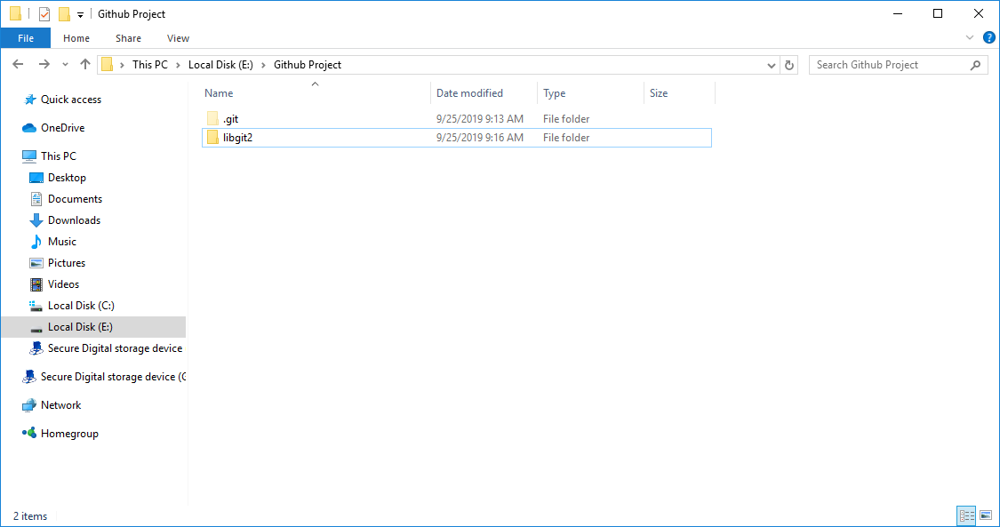 Github Project
File Home Share View
This PC Local Disk (E:) Github Project
Search Github Project
Name Date modified Type Size
.git 9/25/2019 9:13 AM File folder
libgit2 9/25/2019 9:16 AM File folder
Quick access
OneDrive
This PC
Desktop
Documents
Downloads
Music
Pictures
Videos
Local Disk (C:)
Local Disk (E:)
Secure Digital storage device
Secure Digital storage device (G
Network
Homegroup
2 items